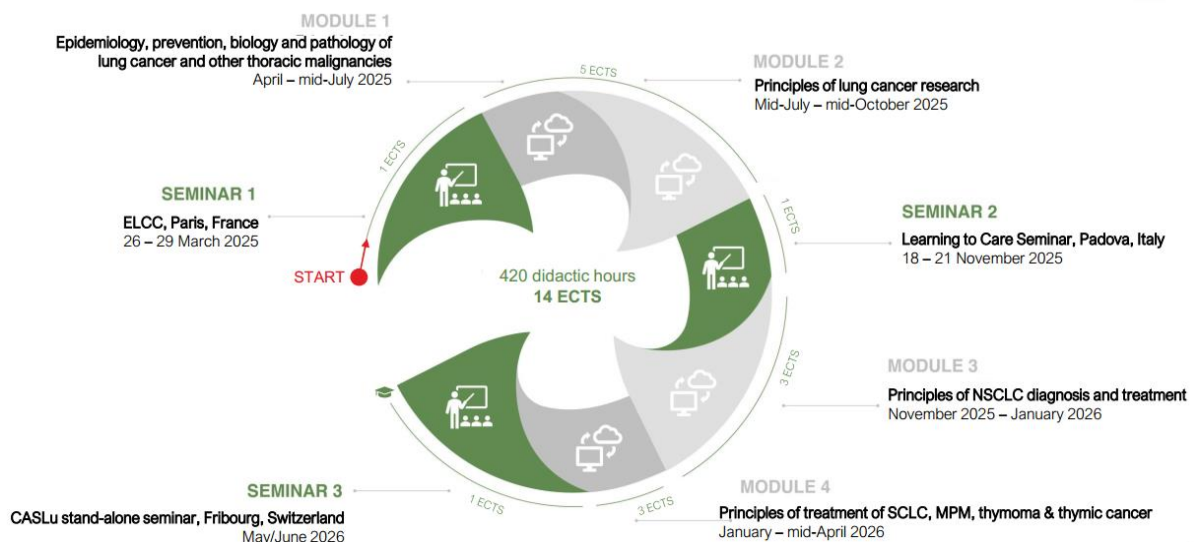 MODULE 1
Epidemiology, prevention, biology and pathology of
lung cancer and other thoracic malignancies
April – mid-July 2025
5 ECTS
MODULE 2
Principles of lung cancer research
Mid-July – mid-October 2025
1 ECTS
SEMINAR 1
ELCC, Paris, France
26 – 29 March 2025
START
1 ECTS
SEMINAR 2
Learning to Care Seminar, Padova, Italy
18 – 21 November 2025
420 didactic hours
14 ECTS
3 ECTS
MODULE 3
Principles of NSCLC diagnosis and treatment
November 2025 – January 2026
3 ECTS
MODULE 4
Principles of treatment of SCLC, MPM, thymoma & thymic cancer
January – mid-April 2026
1 ECTS
SEMINAR 3
CASLu stand-alone seminar, Fribourg, Switzerland
May/June 2026